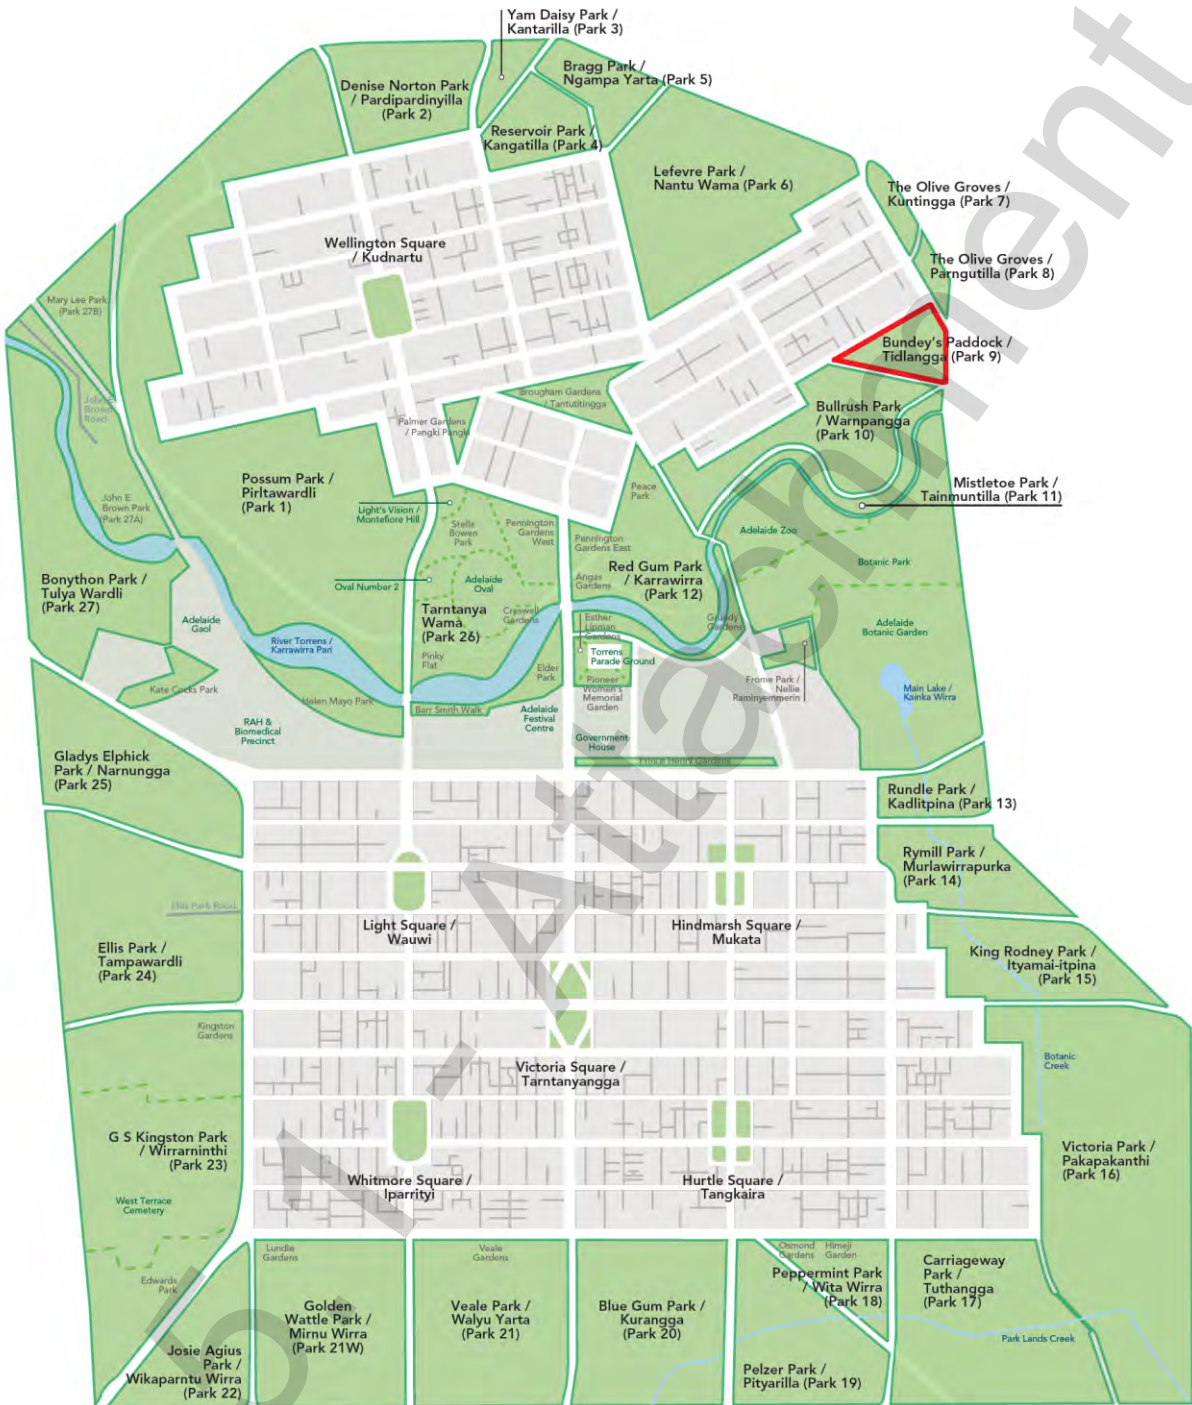 Yam Daisy Park /
Kantarilla (Park 3)
Bragg Park /
Ngampa Yarta (Park 5)
Denise Norton Park
/ Pardipardinyilla
(Park 2)
Reservoir Park /
Kangatilla (Park 4)
Lefevre Park /
Nantu Wama (Park 6)
The Olive Groves /
Kuntingga (Park 7)
The Olive Groves /
Parngutilla (Park 8)
Wellington Square
/ Kudnartu
Mary Lee Park
(Park 27B)
Bundey's Paddock /
Tidlangga (Park 9)
John E
Brown
Road
Brougham Gardens
/ Tantutitingga
Palmer Gardens
/ Pangki Pangki
Bullrush Park /
Warnpangga
(Park 10)
Possum Park /
Pirltawardli
(Park 1)
Peace
Park
Mistletoe Park /
Tainmuntilla (Park 11)
John E
Brown Park
(Park 27A)
Light's Vision /
Montefiore Hill
Stella
Bowen
Park
Pennington
Gardens
West
Pennington
Gardens East
Adelaide Zoo
Botanic Park
Bonython Park /
Tulya Wardli
(Park 27)
Oval Number 2
Adelaide
Oval
Angas
Gardens
Red Gum Park
/ Karrawirra
(Park 12)
Tarntanya
Wama
(Park 26)
Creswell
Gardens
Esther
Lipman
Gardens
Grundy
Gardens
Adelaide
Botanic Garden
Adelaide
Gaol
River Torrens /
Karrawirra Pari
Pinky
Flat
Elder
Park
Torrens
Parade Ground
Pioneer
Women's
Memorial
Garden
Frome Park /
Nellie
Raminyemmerin
Main Lake /
Kainka Wirra
Kate Cocks Park
Helen Mayo Park
Barr Smith Walk
Adelaide
Festival
Centre
RAH &
Biomedical
Precinct
Government
House
Prince Henry Gardens
Gladys Elphick
Park / Narnungga
(Park 25)
Rundle Park /
Kadlitpina (Park 13)
Rymill Park /
Murlawirrapurka
(Park 14)
Ellis Park Road
Light Square /
Wauwi
Hindmarsh Square /
Mukata
Ellis Park /
Tampawardli
(Park 24)
King Rodney Park /
Ityamai-itpina
(Park 15)
Kingston
Gardens
Victoria Square /
Tarntanyangga
Botanic
Creek
G S Kingston Park
/ Wirrarninthi
(Park 23)
Victoria Park /
Pakapakanthi
(Park 16)
Whitmore Square /
Iparrityi
Hurtle Square /
Tangkaira
West Terrace
Cemetery
Lundie
Gardens
Veale
Gardens
Osmond
Gardens
Himeji
Garden
Edwards
Park
Peppermint Park
/ Wita Wirra
(Park 18)
Carriageway
Park /
Tuthangga
(Park 17)
Golden
Wattle Park /
Mirnu Wirra
(Park 21W)
Veale Park /
Walyu Yarta
(Park 21)
Blue Gum Park /
Kurangga
(Park 20)
Park Lands Creek
Josie Agius
Park /
Wikaparntu Wirra
(Park 22)
Pelzer Park /
Pityarilla (Park 19)
- Attachment